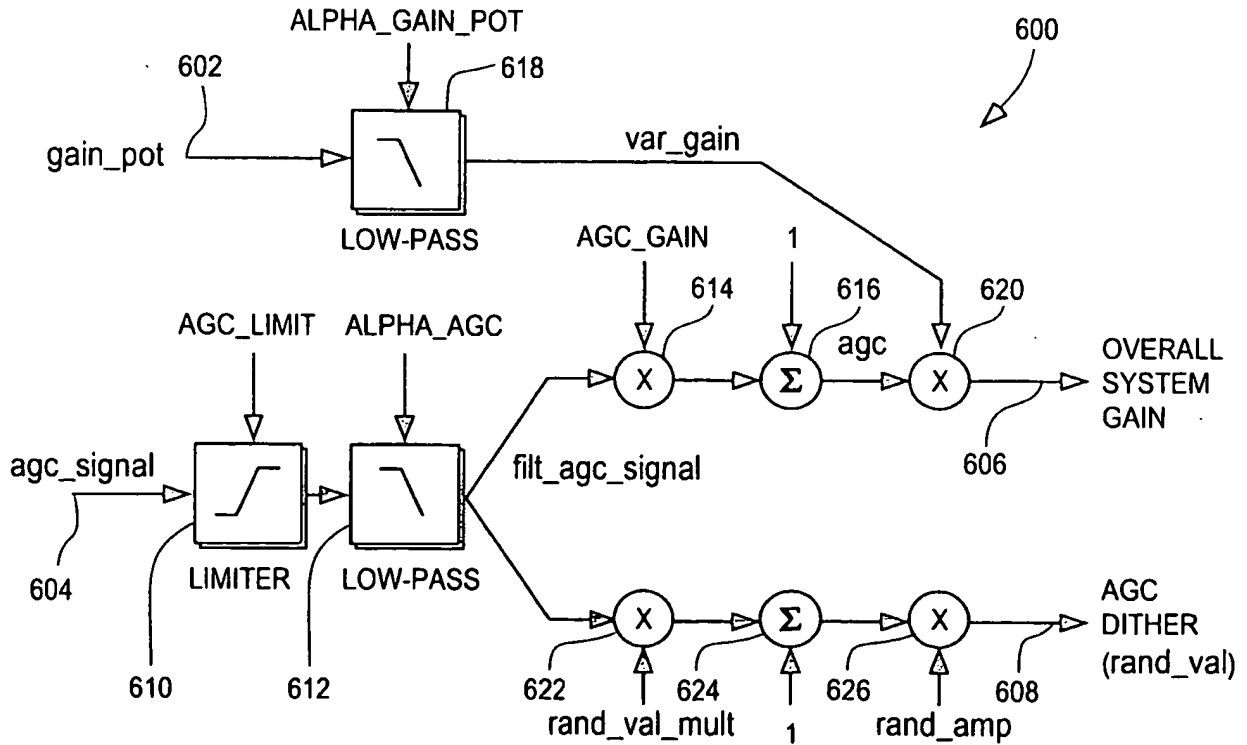 ALPHA_GAIN_POT
600
602
618
gain_pot
var_gain
LOW-PASS
AGC_GAIN
1
614
616
620
AGC_LIMIT
ALPHA_AGC
agc
X
Σ
X
OVERALL
SYSTEM
GAIN
606
agc_signal
filt_agc_signal
604
LIMITER
LOW-PASS
AGC
DITHER
(rand_val)
X
Σ
X
610
612
622
624
626
608
rand_val_mult
1
rand_amp